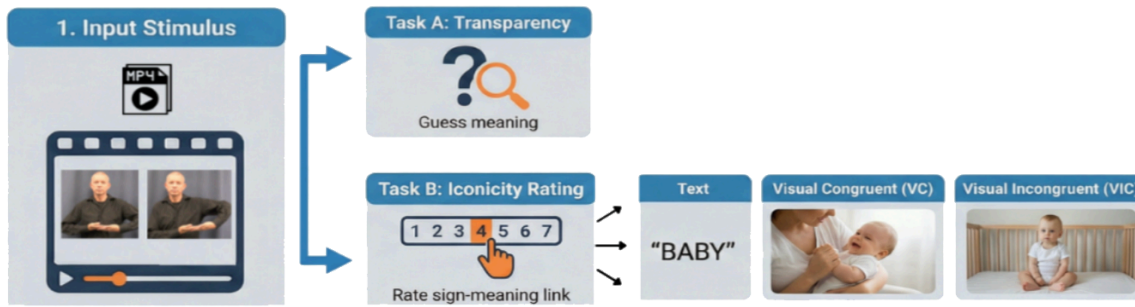 1. Input Stimulus
MP4
Task A: Transparency
?
Guess meaning
Task B: Iconicity Rating
1 2 3 4 5 6 7
Rate sign-meaning link
Text
"BABY"
Visual Congruent (VC)
Visual Incongruent (VIC)